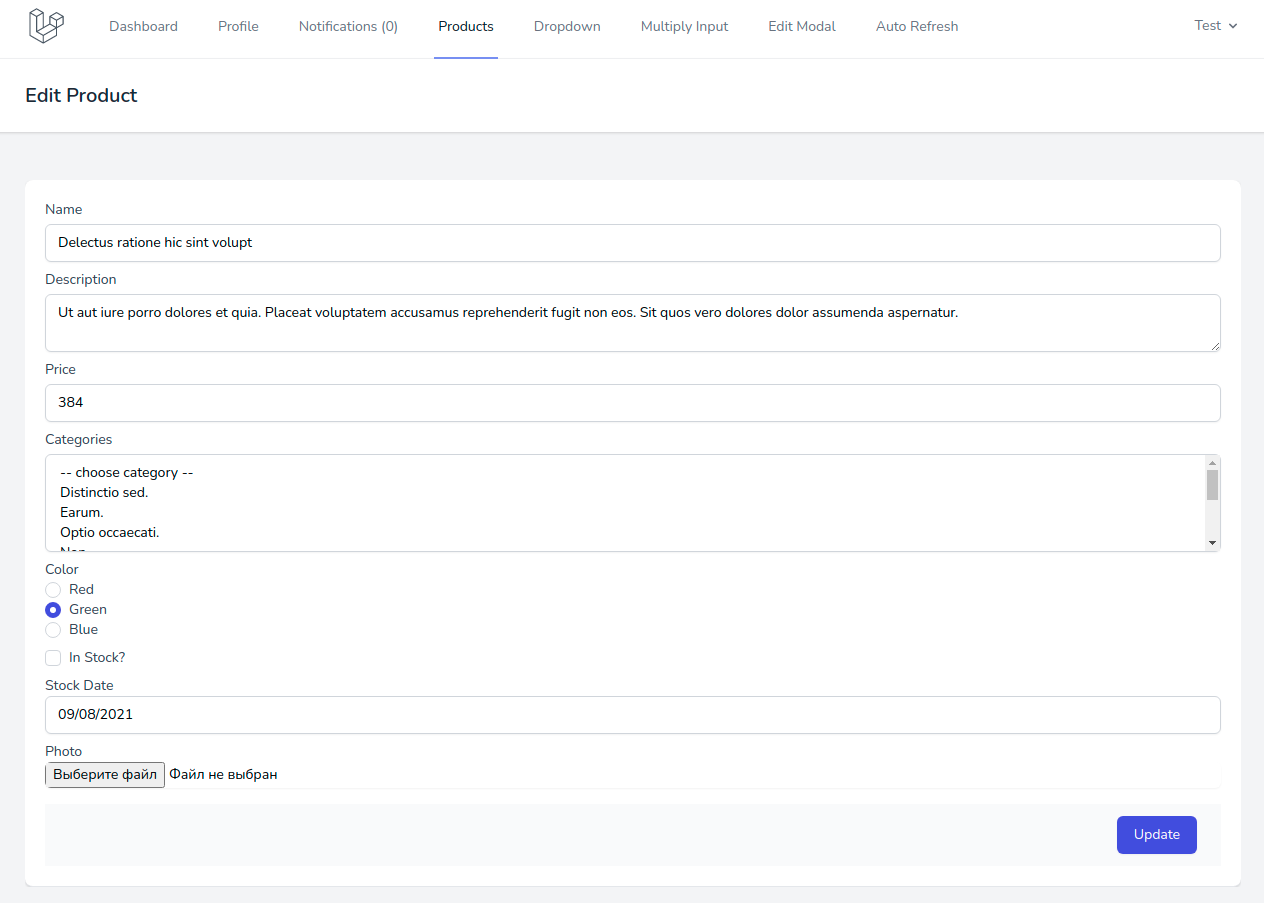 Dashboard Profile Notifications (0) Products Dropdown Multiply Input Edit Modal Auto Refresh Test
Edit Product
Name
Delectus ratione hic sint volupt
Description
Ut aut iure porro dolores et quia. Placeat voluptatem accusamus reprehenderit fugit non eos. Sit quos vero dolores dolor assumenda aspernatur.
Price
384
Categories
-- choose category --
Distinctio sed.
Earum.
Optio occaecati.
Color
Red
Green
Blue
In Stock?
Stock Date
09/08/2021
Photo
Выберите файл Файл не выбран
Update